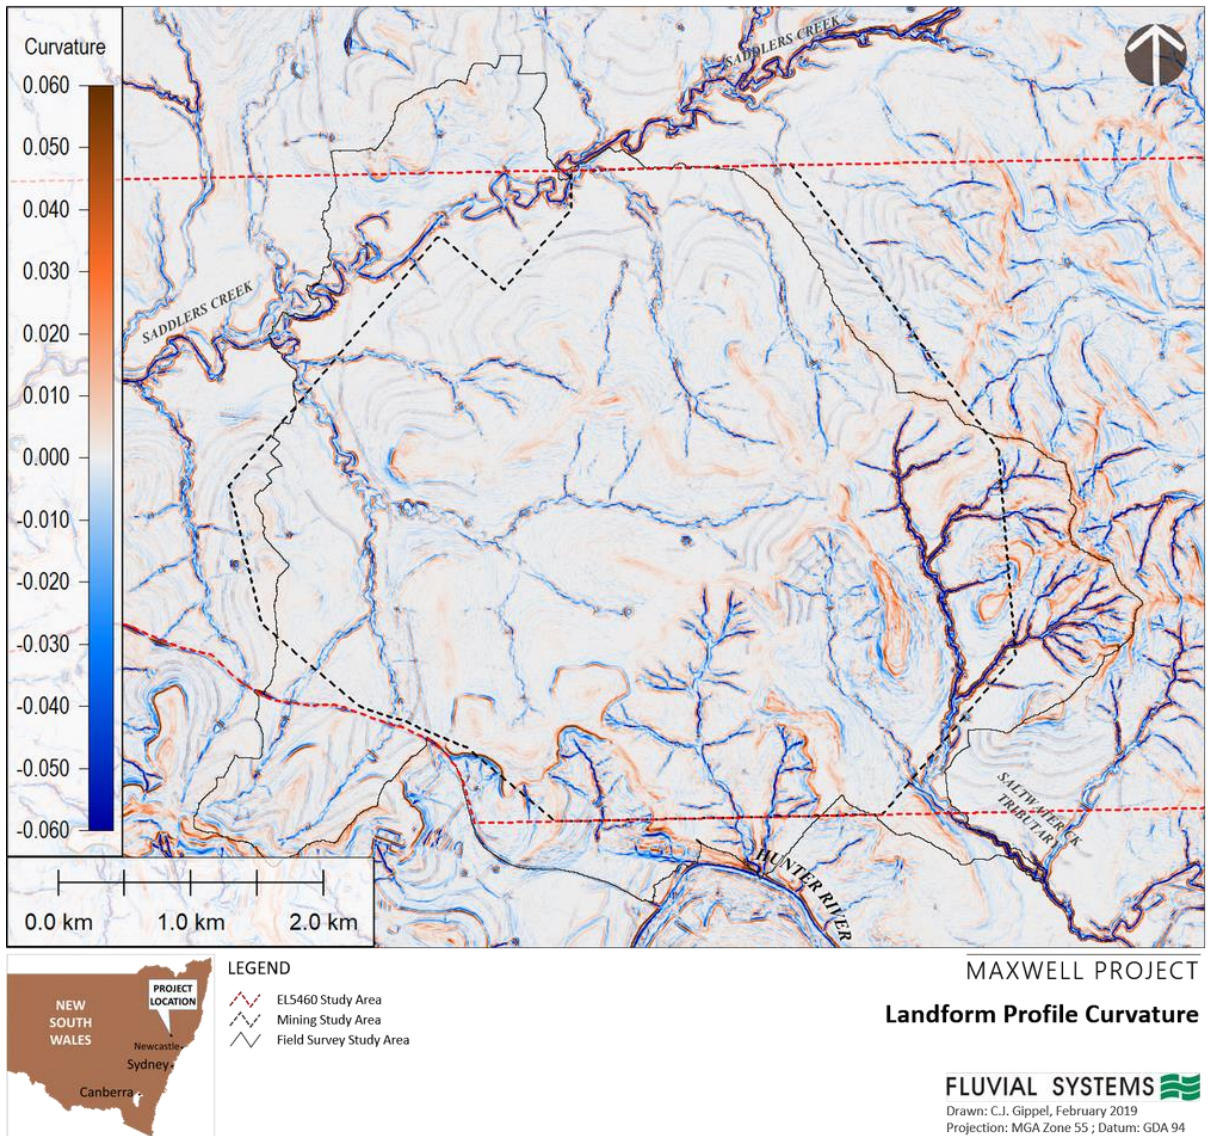 Curvature
0.060
0.050
0.040
0.030
0.020
0.010
0.000
-0.010
-0.020
-0.030
-0.040
-0.050
-0.060
SADDLERS CREEK
SADDLERS CREEK
SALTWATER CK
TRIBUTARY
HUNTER RIVER
0.0 km 1.0 km 2.0 km
NEW
SOUTH
WALES
PROJECT
LOCATION
Newcastle
Sydney
Canberra
LEGEND
EL5460 Study Area
Mining Study Area
Field Survey Study Area
MAXWELL PROJECT
Landform Profile Curvature
FLUVIAL SYSTEMS
Drawn: C.J. Gippel, February 2019
Projection: MGA Zone 55 ; Datum: GDA 94